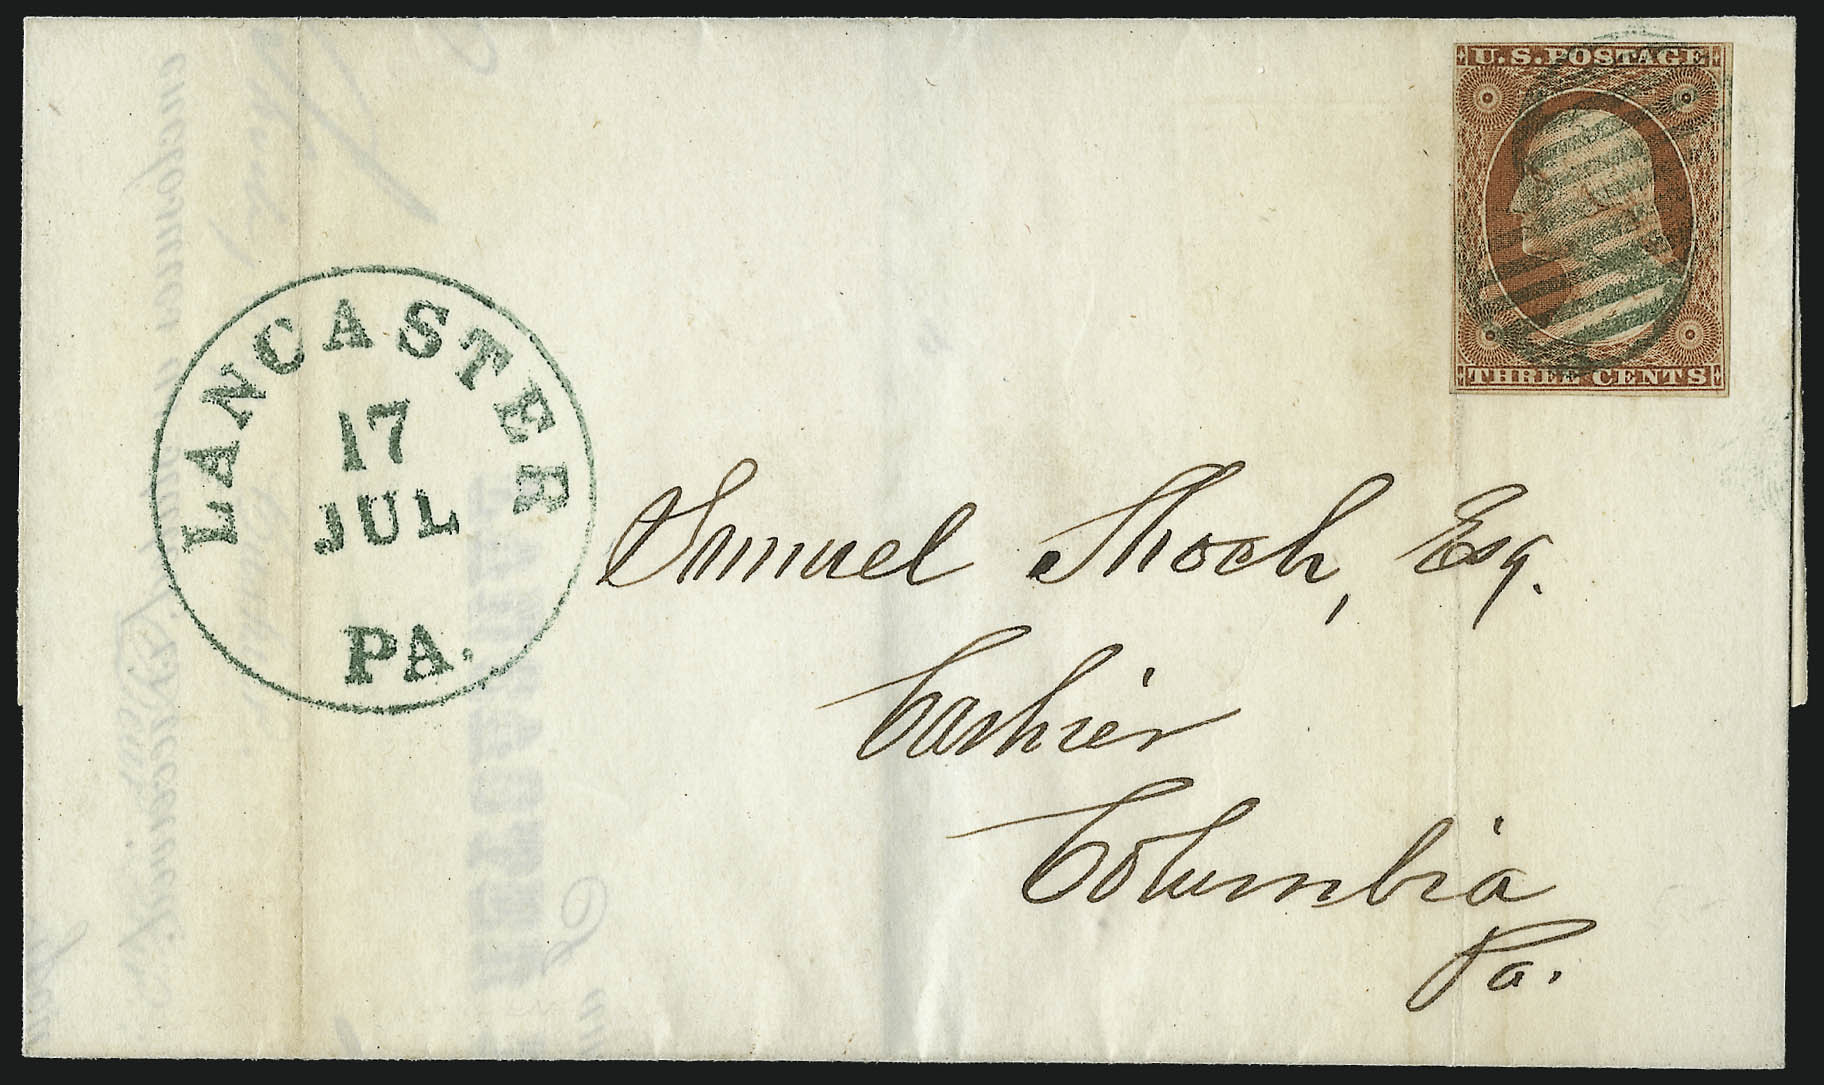 U.S. POSTAGE
THREE CENTS
LANCASTER
17
JUL
PA.
Samuel Shoch, Esq.
Cashier
Columbia
Pa.